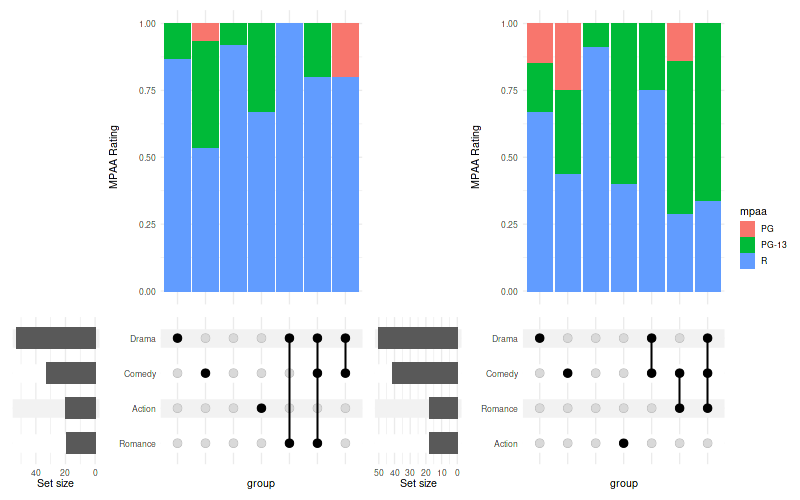 1.00
0.75
0.50
0.25
0.00
MPAA Rating
Drama
Comedy
Action
Romance
40 20 0
Set size
group
1.00
0.75
0.50
0.25
0.00
MPAA Rating
Drama
Comedy
Romance
Action
50 40 30 20 10 0
Set size
group
mpaa
PG
PG-13
R